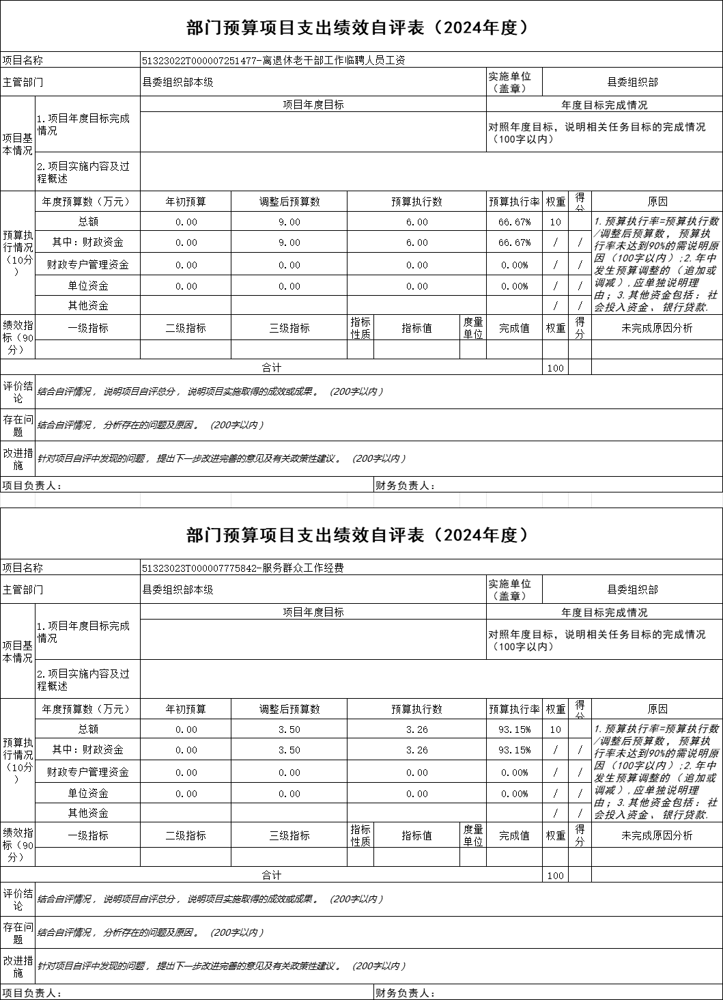 部门预算项目支出绩效自评表（2024年度）
项目名称 51323022T000007251477-离退休老干部工作临聘人员工资
主管部门 县委组织部本级 实施单位（盖章） 县委组织部
项目基本情况 1.项目年度目标完成情况 项目年度目标 年度目标完成情况
对照年度目标，说明相关任务目标的完成情况（100字以内）
2.项目实施内容及过程概述
预算执行情况（10分） 年度预算数（万元） 年初预算 调整后预算数 预算执行数 预算执行率 权重 得分 原因
总额 0.00 9.00 6.00 66.67% 10
其中：财政资金 0.00 9.00 6.00 66.67% / /
财政专户管理资金 0.00 0.00 0.00 0.00% / /
单位资金 0.00 0.00 0.00 0.00% / /
其他资金 / /
1.预算执行率=预算执行数/调整后预算数，预算执行率未达到90%的需说明原因（100字以内）;2.年中发生预算调整的（追加或调减）,应单独说明理由；3.其他资金包括：社会投入资金、银行贷款.
绩效指标（90分） 一级指标 二级指标 三级指标 指标性质 指标值 度量单位 完成值 权重 得分 未完成原因分析
合计 100
评价结论 结合自评情况，说明项目自评总分，说明项目实施取得的成效或成果。（200字以内）
存在问题 结合自评情况，分析存在的问题及原因。（200字以内）
改进措施 针对项目自评中发现的问题，提出下一步改进完善的意见及有关政策性建议。（200字以内）
项目负责人： 财务负责人：
部门预算项目支出绩效自评表（2024年度）
项目名称 51323023T000007775842-服务群众工作经费
主管部门 县委组织部本级 实施单位（盖章） 县委组织部
项目基本情况 1.项目年度目标完成情况 项目年度目标 年度目标完成情况
对照年度目标，说明相关任务目标的完成情况（100字以内）
2.项目实施内容及过程概述
预算执行情况（10分） 年度预算数（万元） 年初预算 调整后预算数 预算执行数 预算执行率 权重 得分 原因
总额 0.00 3.50 3.26 93.15% 10
其中：财政资金 0.00 3.50 3.26 93.15% / /
财政专户管理资金 0.00 0.00 0.00 0.00% / /
单位资金 0.00 0.00 0.00 0.00% / /
其他资金 / /
1.预算执行率=预算执行数/调整后预算数，预算执行率未达到90%的需说明原因（100字以内）;2.年中发生预算调整的（追加或调减）,应单独说明理由；3.其他资金包括：社会投入资金、银行贷款.
绩效指标（90分） 一级指标 二级指标 三级指标 指标性质 指标值 度量单位 完成值 权重 得分 未完成原因分析
合计 100
评价结论 结合自评情况，说明项目自评总分，说明项目实施取得的成效或成果。（200字以内）
存在问题 结合自评情况，分析存在的问题及原因。（200字以内）
改进措施 针对项目自评中发现的问题，提出下一步改进完善的意见及有关政策性建议。（200字以内）
项目负责人： 财务负责人：